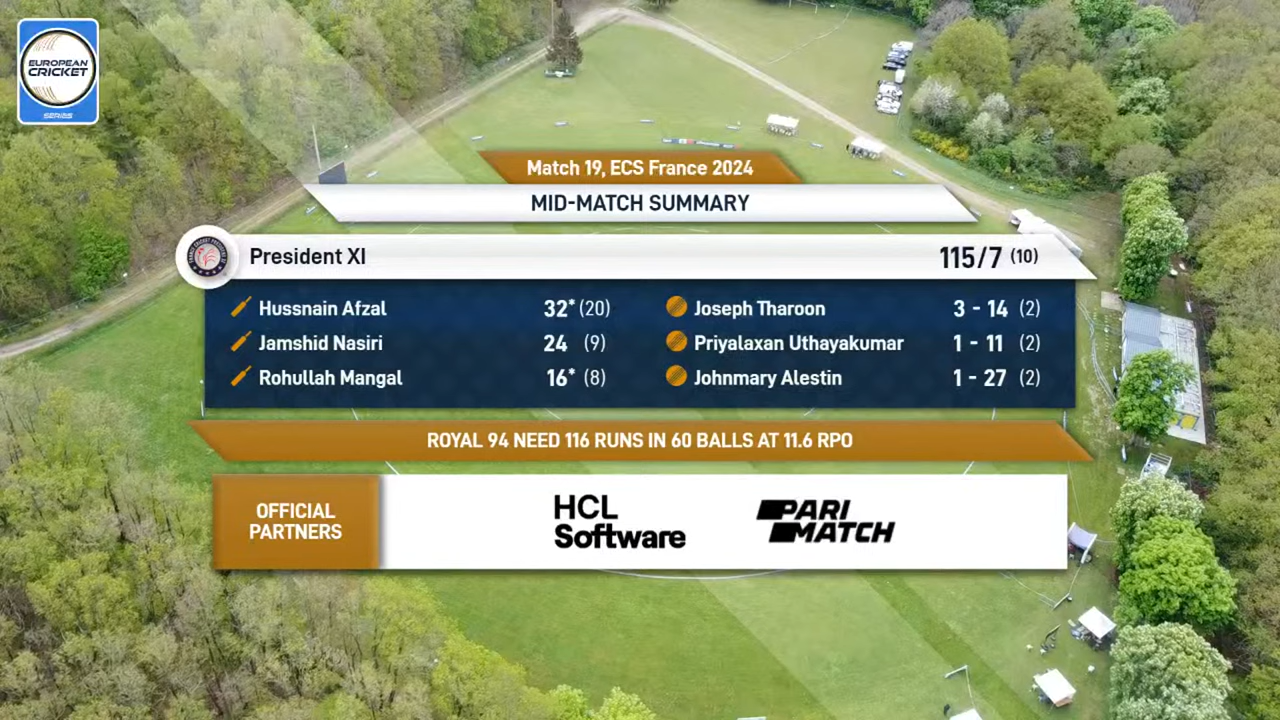 EUROPEAN
CRICKET
SERIES
Match 19, ECS France 2024
MID-MATCH SUMMARY
President XI 115/7 (10)
Hussnain Afzal 32* (20) Joseph Tharoon 3 - 14 (2)
Jamshid Nasiri 24 (9) Priyalaxan Uthayakumar 1 - 11 (2)
Rohullah Mangal 16* (8) Johnmary Alestin 1 - 27 (2)
ROYAL 94 NEED 116 RUNS IN 60 BALLS AT 11.6 RPO
OFFICIAL
PARTNERS
HCL
Software
PARI
MATCH